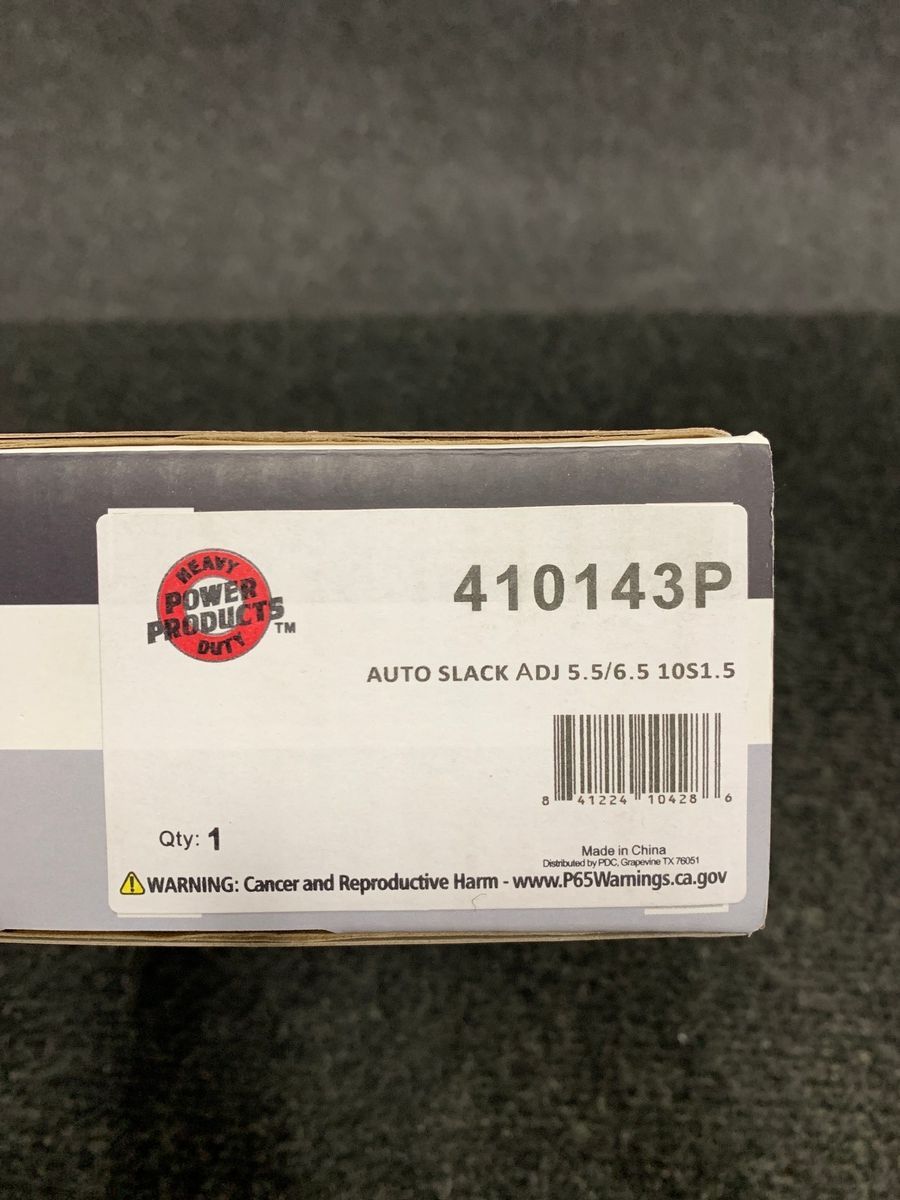 HEAVY
POWER
PRODUCTS
DUTY
TM
410143P
AUTO SLACK ADJ 5.5/6.5 10S1.5
8 41224 10428 6
Qty: 1
Made in China
Distributed by PDC, Grapevine TX 76051
WARNING: Cancer and Reproductive Harm - www.P65Warnings.ca.gov